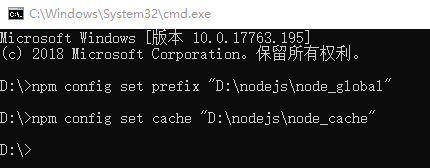 C:\Windows\System32\cmd.exe
Microsoft Windows [版本 10.0.17763.195]
(c) 2018 Microsoft Corporation。保留所有权利。
D:\>npm config set prefix "D:\nodejs\node_global"
D:\>npm config set cache "D:\nodejs\node_cache"
D:\>